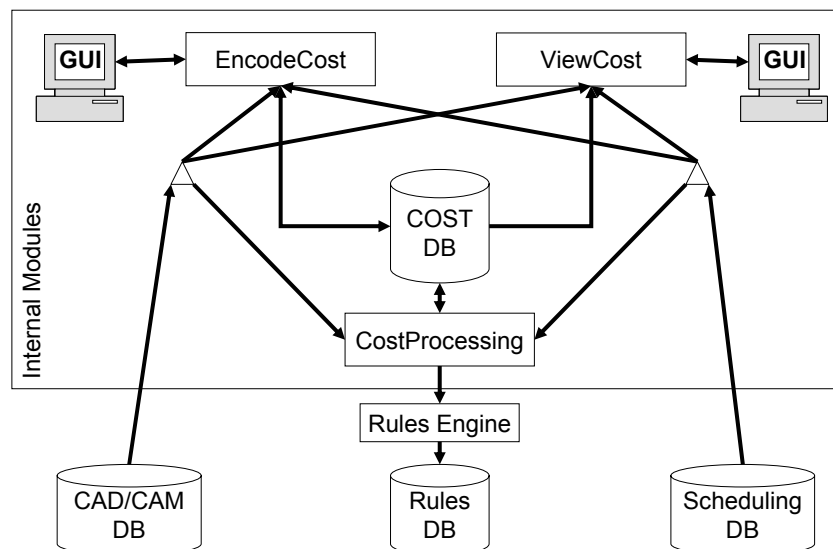 GUI
EncodeCost
ViewCost
GUI
Internal Modules
COST
DB
CostProcessing
Rules Engine
CAD/CAM
DB
Rules
DB
Scheduling
DB